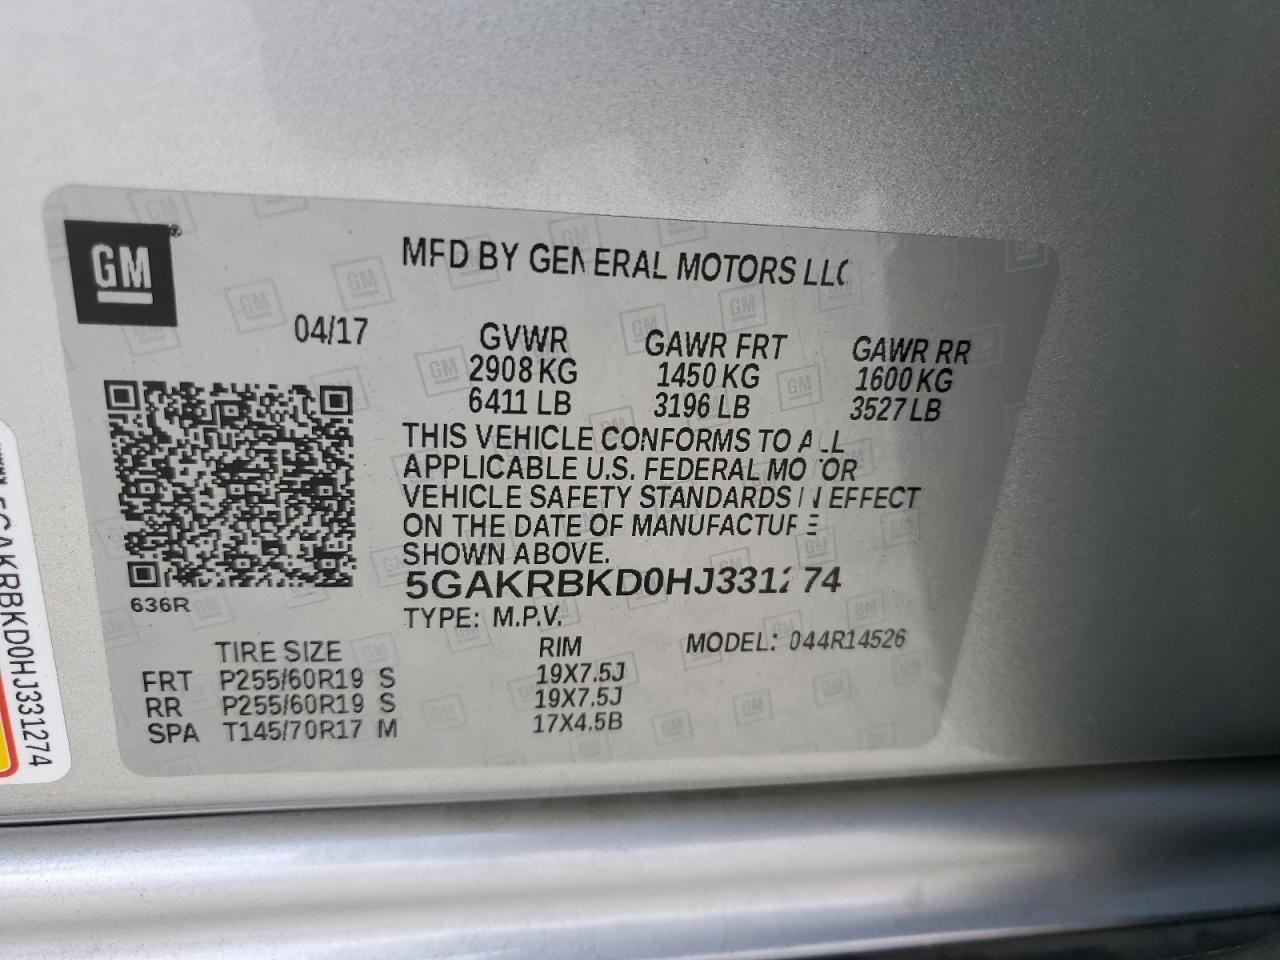 GM®
MFD BY GENERAL MOTORS LLC
04/17
GVWR GAWR FRT GAWR RR
2908 KG 1450 KG 1600 KG
6411 LB 3196 LB 3527 LB
THIS VEHICLE CONFORMS TO ALL
APPLICABLE U.S. FEDERAL MOTOR
VEHICLE SAFETY STANDARDS IN EFFECT
ON THE DATE OF MANUFACTURE
SHOWN ABOVE.
5GAKRBKD0HJ331274
636R
TYPE: M.P.V.
TIRE SIZE RIM MODEL: 044R14526
FRT P255/60R19 S 19X7.5J
RR P255/60R19 S 19X7.5J
SPA T145/70R17 M 17X4.5B
5GAKRBKD0HJ331274